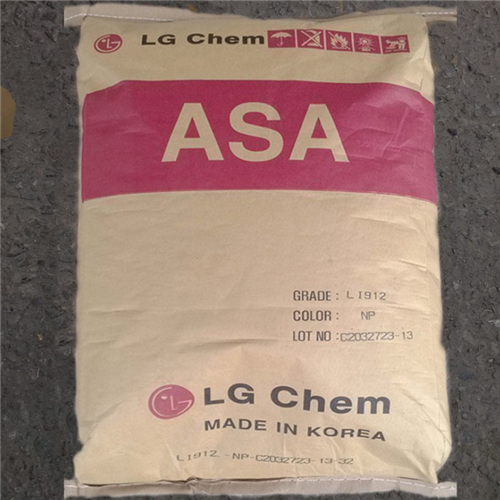 LG Chem
ASA
GRADE : LI912
COLOR : NP
LOT NO : C2032723-13
LG Chem
MADE IN KOREA
LI912 -NP-C2032723-13-32